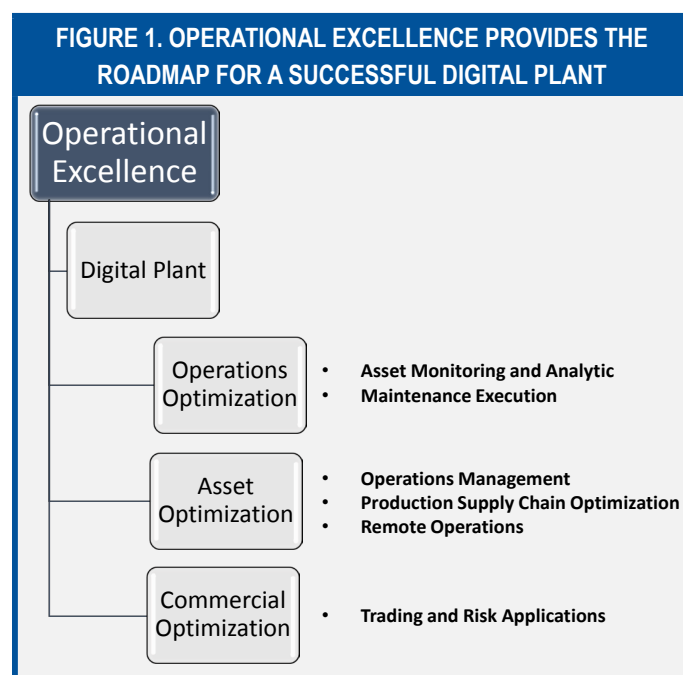 FIGURE 1. OPERATIONAL EXCELLENCE PROVIDES THE
ROADMAP FOR A SUCCESSFUL DIGITAL PLANT
Operational
Excellence
Digital Plant
Operations
Optimization
• Asset Monitoring and Analytic
• Maintenance Execution
Asset
Optimization
• Operations Management
• Production Supply Chain Optimization
• Remote Operations
Commercial
Optimization
• Trading and Risk Applications